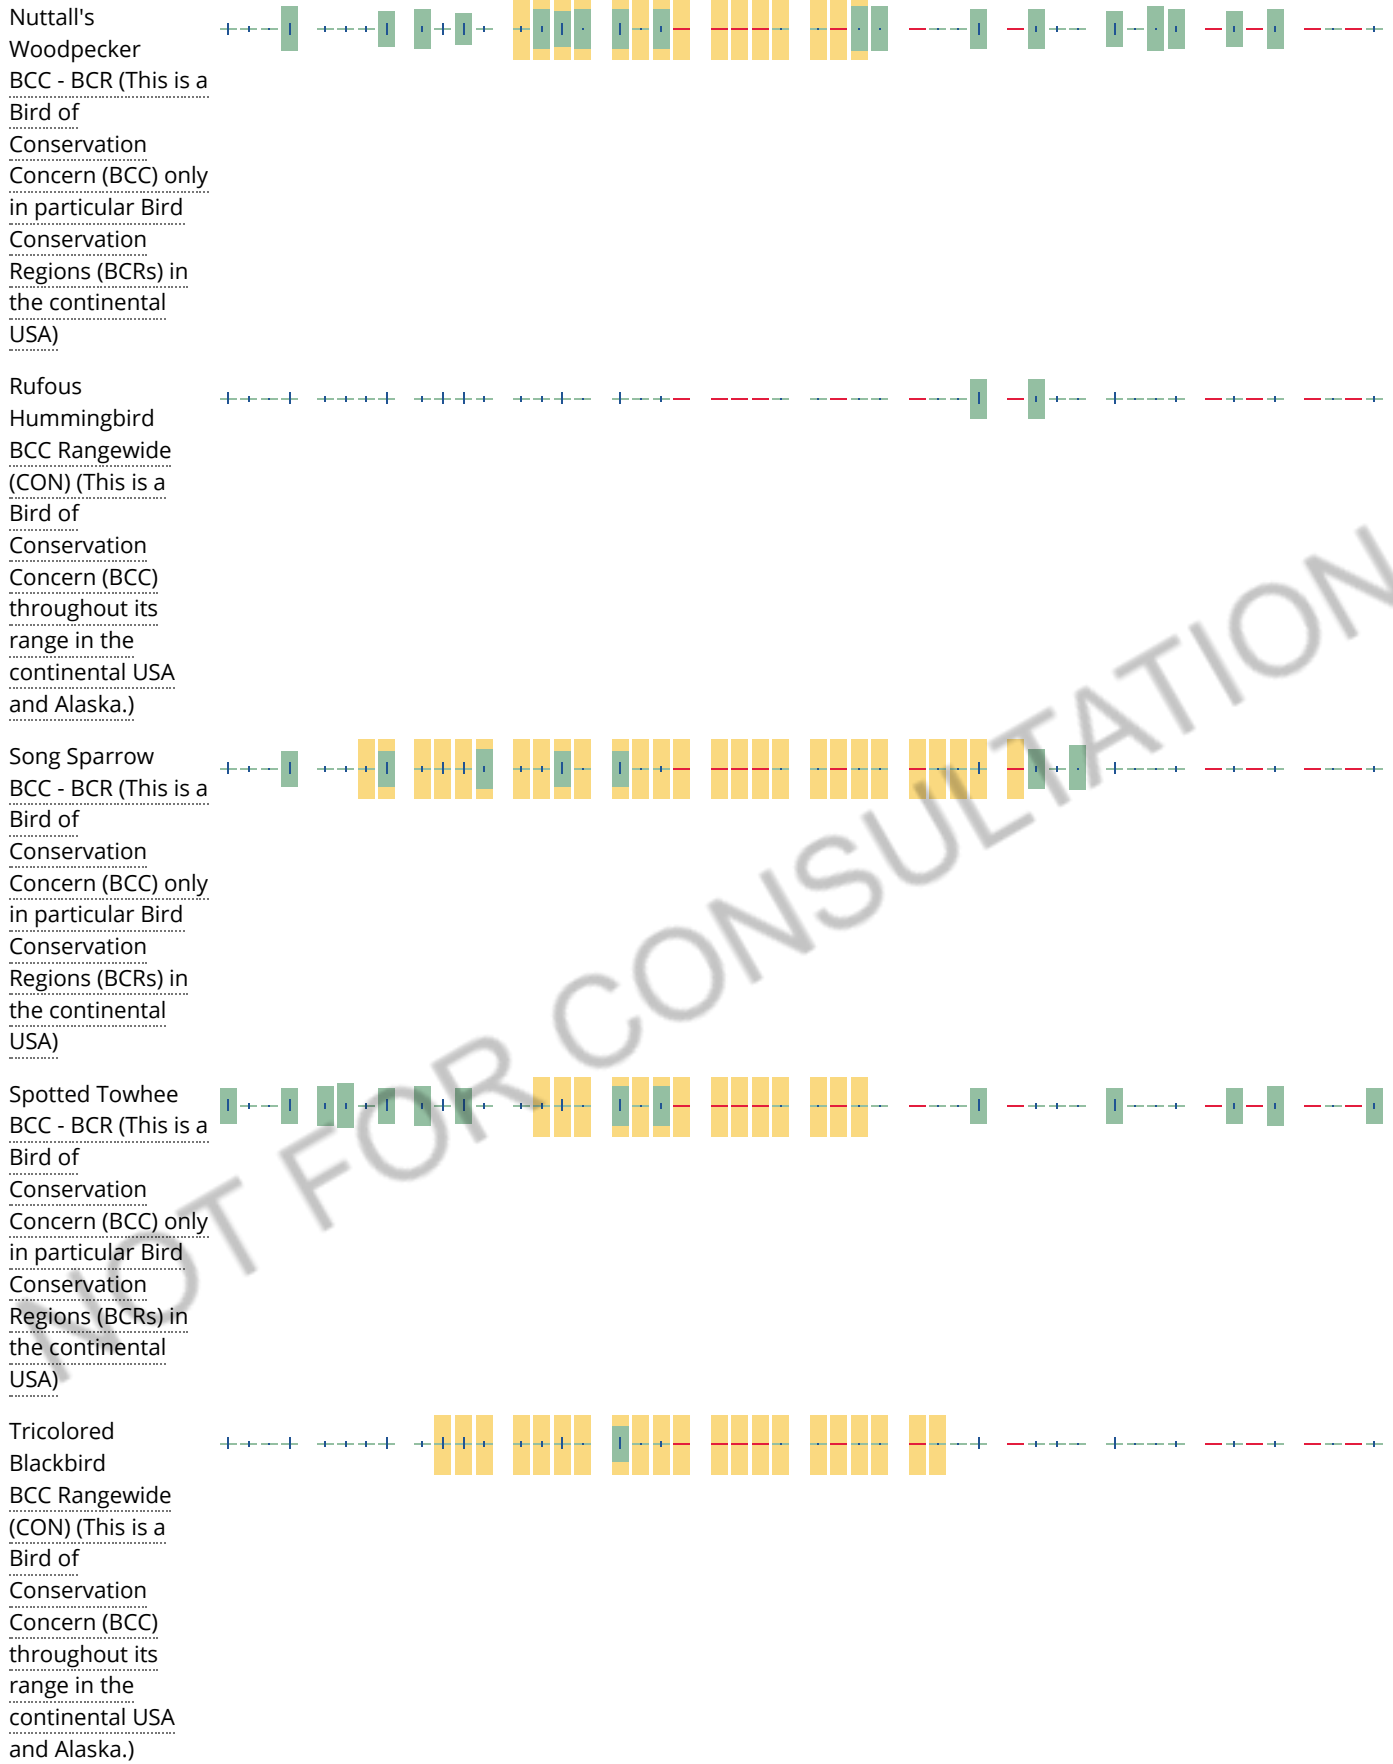 Nuttall's
Woodpecker
BCC - BCR (This is a
Bird of
Conservation
Concern (BCC) only
in particular Bird
Conservation
Regions (BCRs) in
the continental
USA)
Rufous
Hummingbird
BCC Rangewide
(CON) (This is a
Bird of
Conservation
Concern (BCC)
throughout its
range in the
continental USA
and Alaska.)
Song Sparrow
BCC - BCR (This is a
Bird of
Conservation
Concern (BCC) only
in particular Bird
Conservation
Regions (BCRs) in
the continental
USA)
Spotted Towhee
BCC - BCR (This is a
Bird of
Conservation
Concern (BCC) only
in particular Bird
Conservation
Regions (BCRs) in
the continental
USA)
Tricolored
Blackbird
BCC Rangewide
(CON) (This is a
Bird of
Conservation
Concern (BCC)
throughout its
range in the
continental USA
and Alaska.)
NOT FOR CONSULTATION